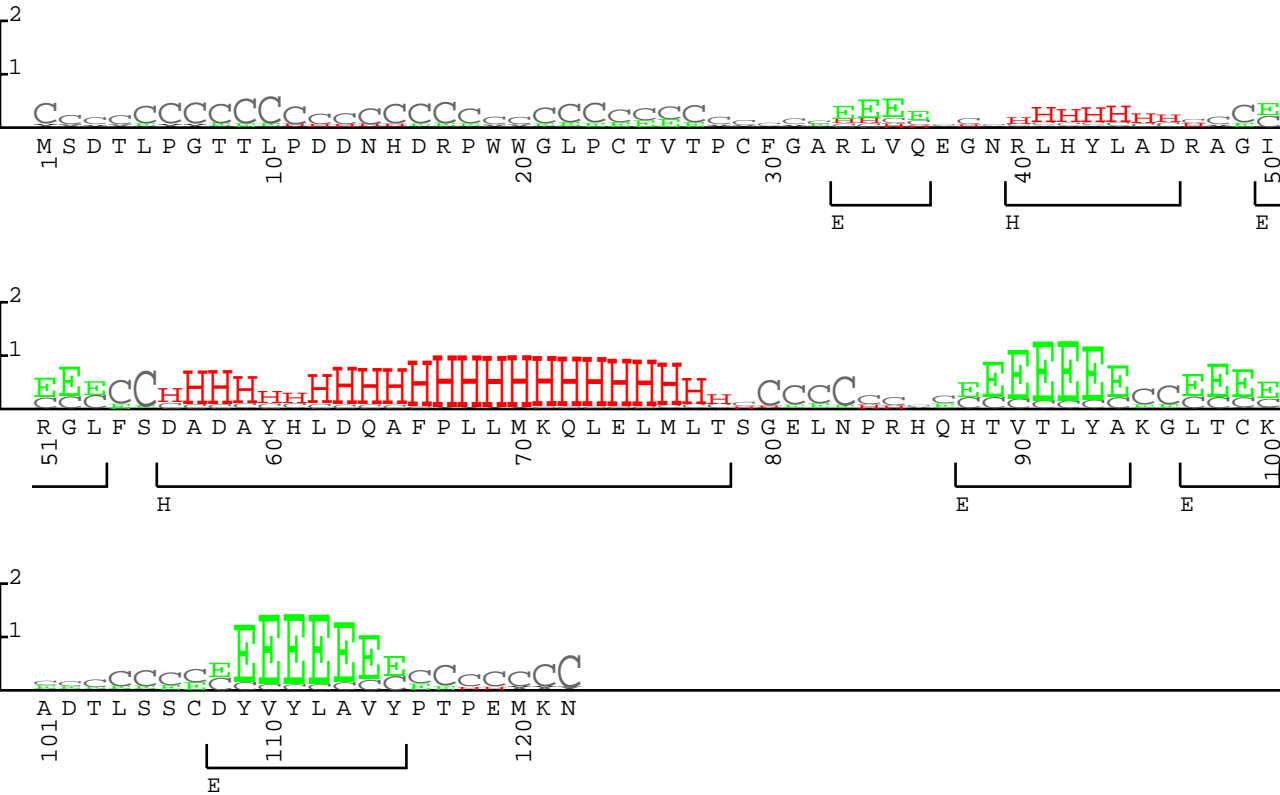 2
1
C C C C C C C C C C C C C C C C C C C C C C C C C C C C C C C C E E E E C H H H H H H H C C C E
M S D T L P G T T L P D D N H D R P W W G L P C T V T P C F G A R L V Q E G N R L H Y L A D R A G I
1 10 20 30 40 50
E H E
2
1
E E E C C H H H H H H H H H H H H H H H H H H H H H H H C C C C C C C E E E E E E E C C E E E E
R G L F S D A D A Y H L D Q A F P L L M K Q L E L M L T S G E L N P R H Q H T V T L Y A K G L T C K
51 60 70 80 90 100
H E E
2
1
C C C C C C C E E E E E E E E C C C C C C C
A D T L S S C D Y V Y L A V Y P T P E M K N
101 110 120
E